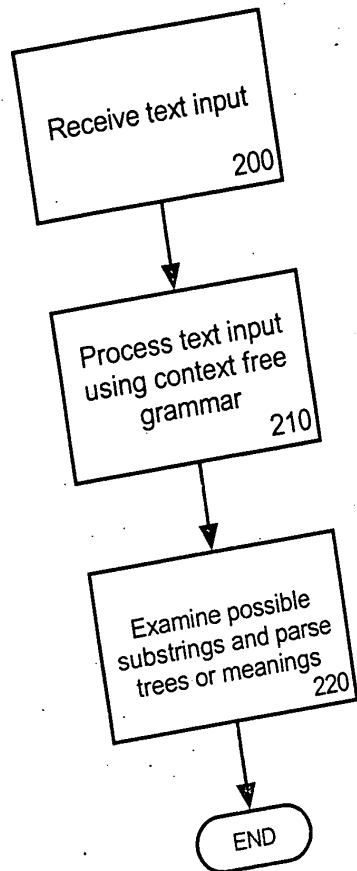 Receive text input
200
Process text input
using context free
grammar
210
Examine possible
substrings and parse
trees or meanings
220
END